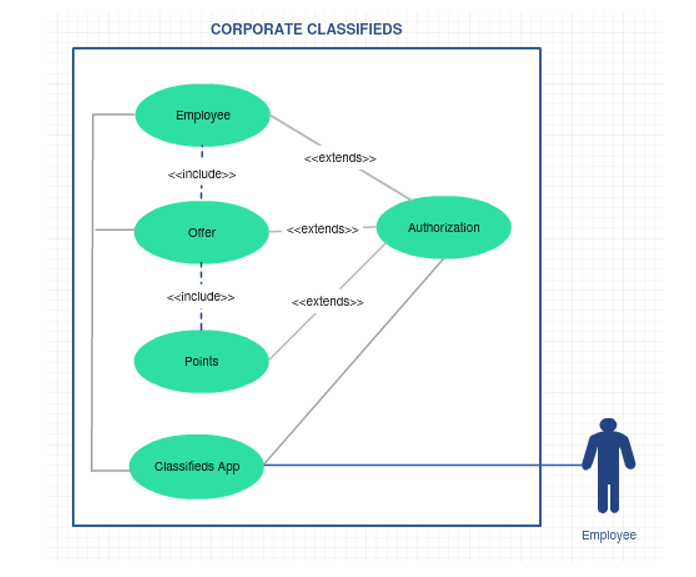 CORPORATE CLASSIFIEDS
Employee
<<extends>>
<<include>>
Offer
<<extends>>
Authorization
<<include>>
<<extends>>
Points
Classifieds App
Employee